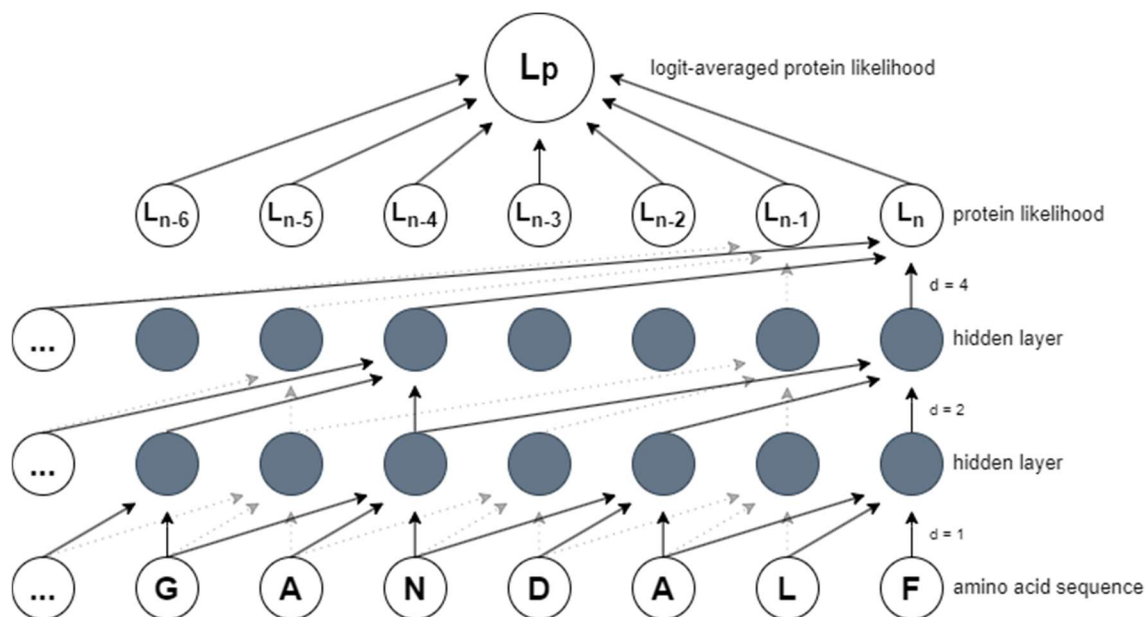 Lp logit-averaged protein likelihood
Ln-6 Ln-5 Ln-4 Ln-3 Ln-2 Ln-1 Ln protein likelihood
d = 4
... hidden layer
d = 2
... hidden layer
d = 1
... G A N D A L F amino acid sequence